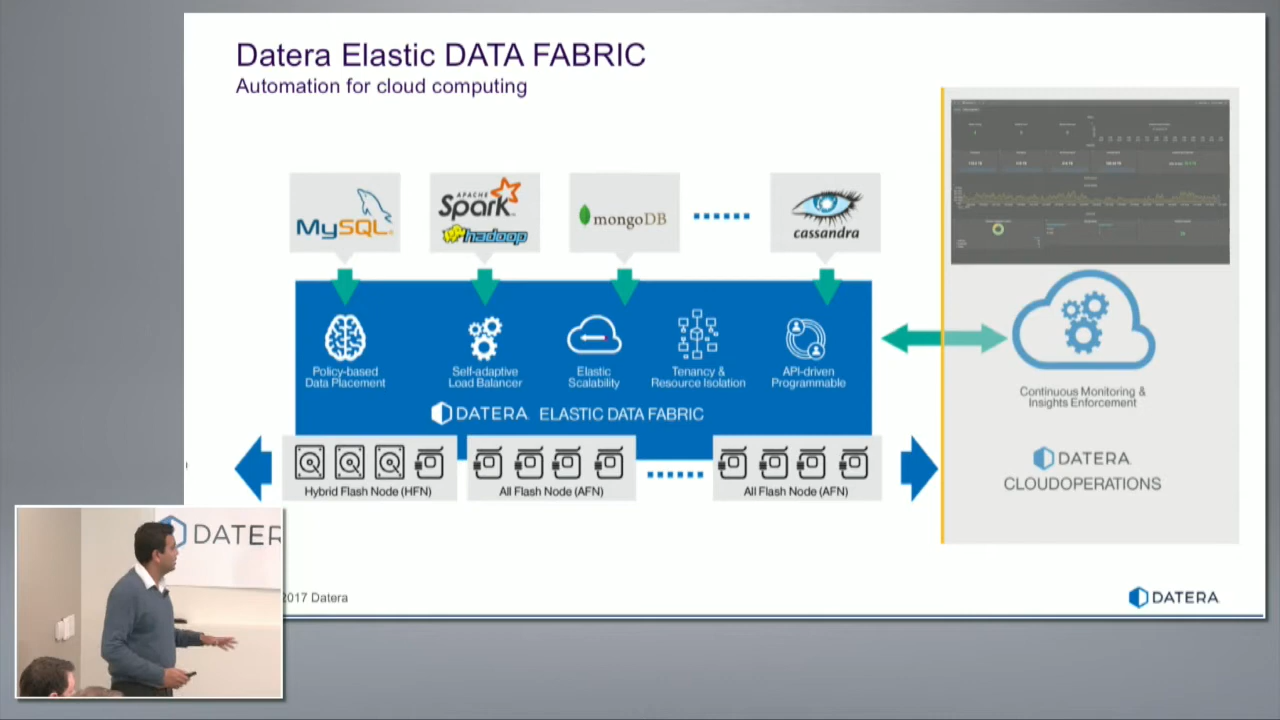 Datera Elastic DATA FABRIC
Automation for cloud computing
MySQL
APACHE
Spark
hadoop
mongoDB
cassandra
Policy-based
Data Placement
Self-adaptive
Load Balancer
Elastic
Scalability
Tenancy &
Resource Isolation
API-driven
Programmable
DATERA ELASTIC DATA FABRIC
Hybrid Flash Node (HFN)
All Flash Node (AFN)
All Flash Node (AFN)
Continuous Monitoring &
Insights Enforcement
DATERA
CLOUDOPERATIONS
2017 Datera
DATERA
DATER